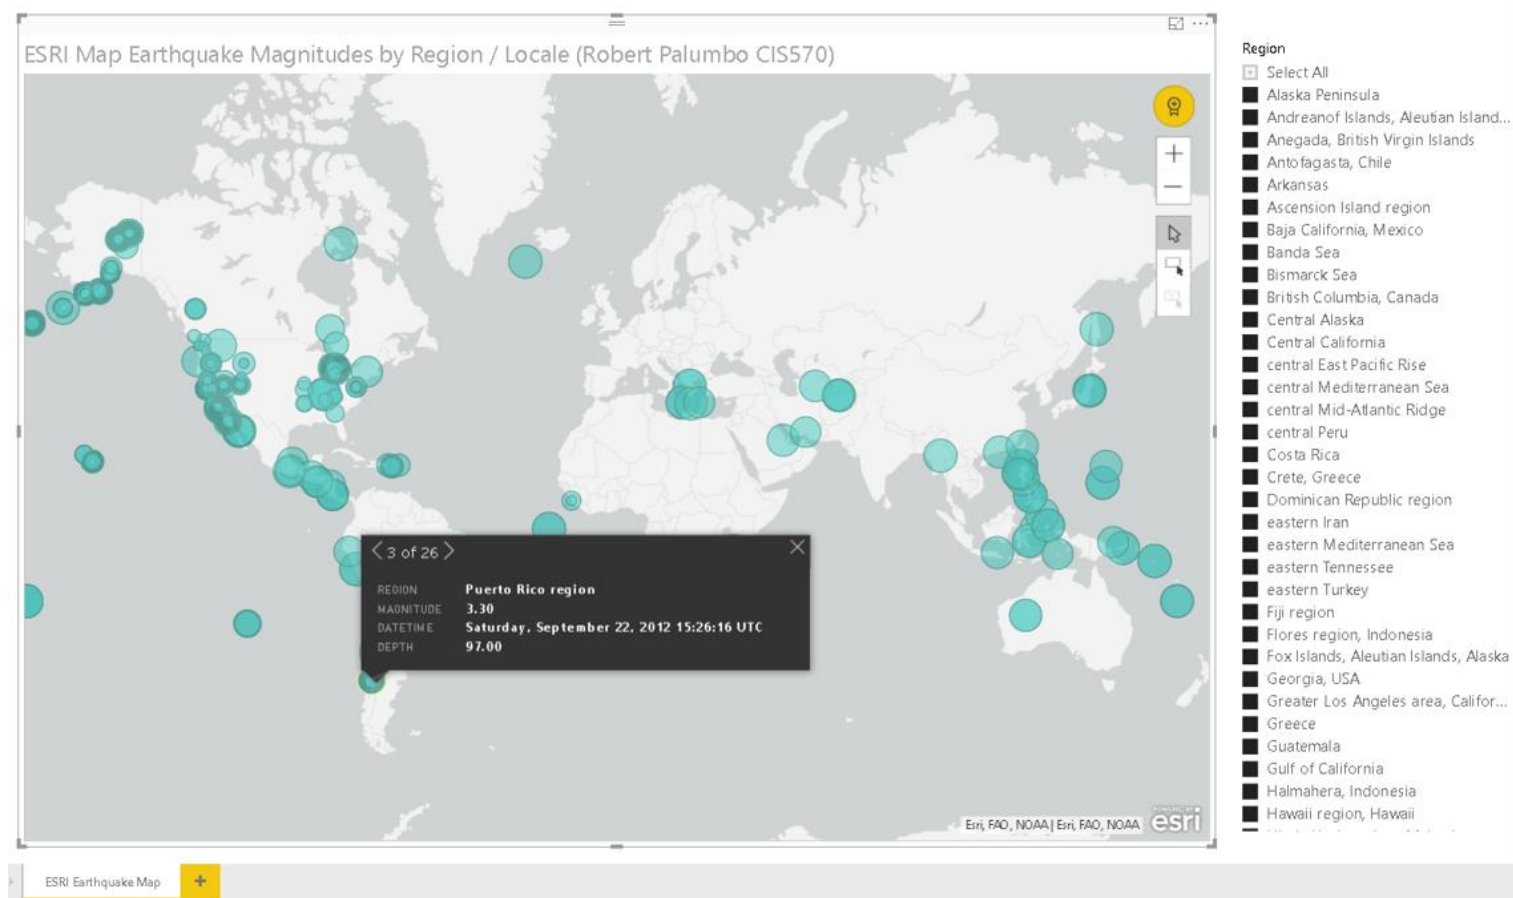 ESRI Map Earthquake Magnitudes by Region / Locale (Robert Palumbo CIS570)
3 of 26
REGION Puerto Rico region
MAGNITUDE 3.30
DATETIME Saturday, September 22, 2012 15:26:16 UTC
DEPTH 97.00
Esri, FAO, NOAA | Esri, FAO, NOAA
POWERED BY
esri
Region
Select All
Alaska Peninsula
Andreanof Islands, Aleutian Island...
Anegada, British Virgin Islands
Antofagasta, Chile
Arkansas
Ascension Island region
Baja California, Mexico
Banda Sea
Bismarck Sea
British Columbia, Canada
Central Alaska
Central California
central East Pacific Rise
central Mediterranean Sea
central Mid-Atlantic Ridge
central Peru
Costa Rica
Crete, Greece
Dominican Republic region
eastern Iran
eastern Mediterranean Sea
eastern Tennessee
eastern Turkey
Fiji region
Flores region, Indonesia
Fox Islands, Aleutian Islands, Alaska
Georgia, USA
Greater Los Angeles area, Califor...
Greece
Guatemala
Gulf of California
Halmahera, Indonesia
Hawaii region, Hawaii
ESRI Earthquake Map